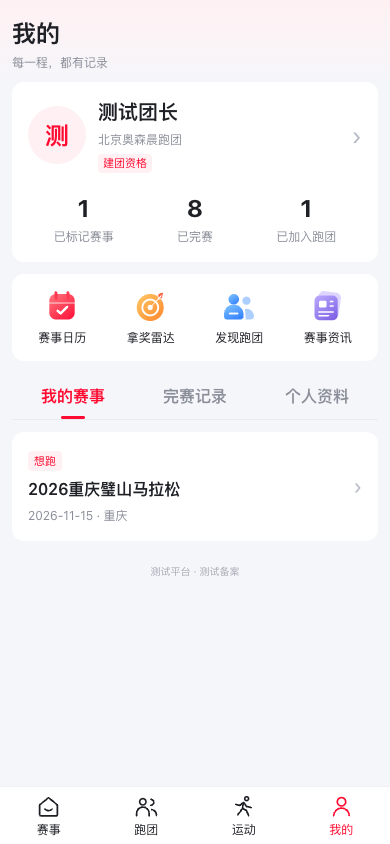 我的
每一程，都有记录
测
测试团长
北京奥森晨跑团
建团资格
1 8 1
已标记赛事 已完赛 已加入跑团
赛事日历 拿奖雷达 发现跑团 赛事资讯
我的赛事 完赛记录 个人资料
想跑
2026重庆璧山马拉松
2026-11-15 · 重庆
测试平台 · 测试备案
赛事 跑团 运动 我的